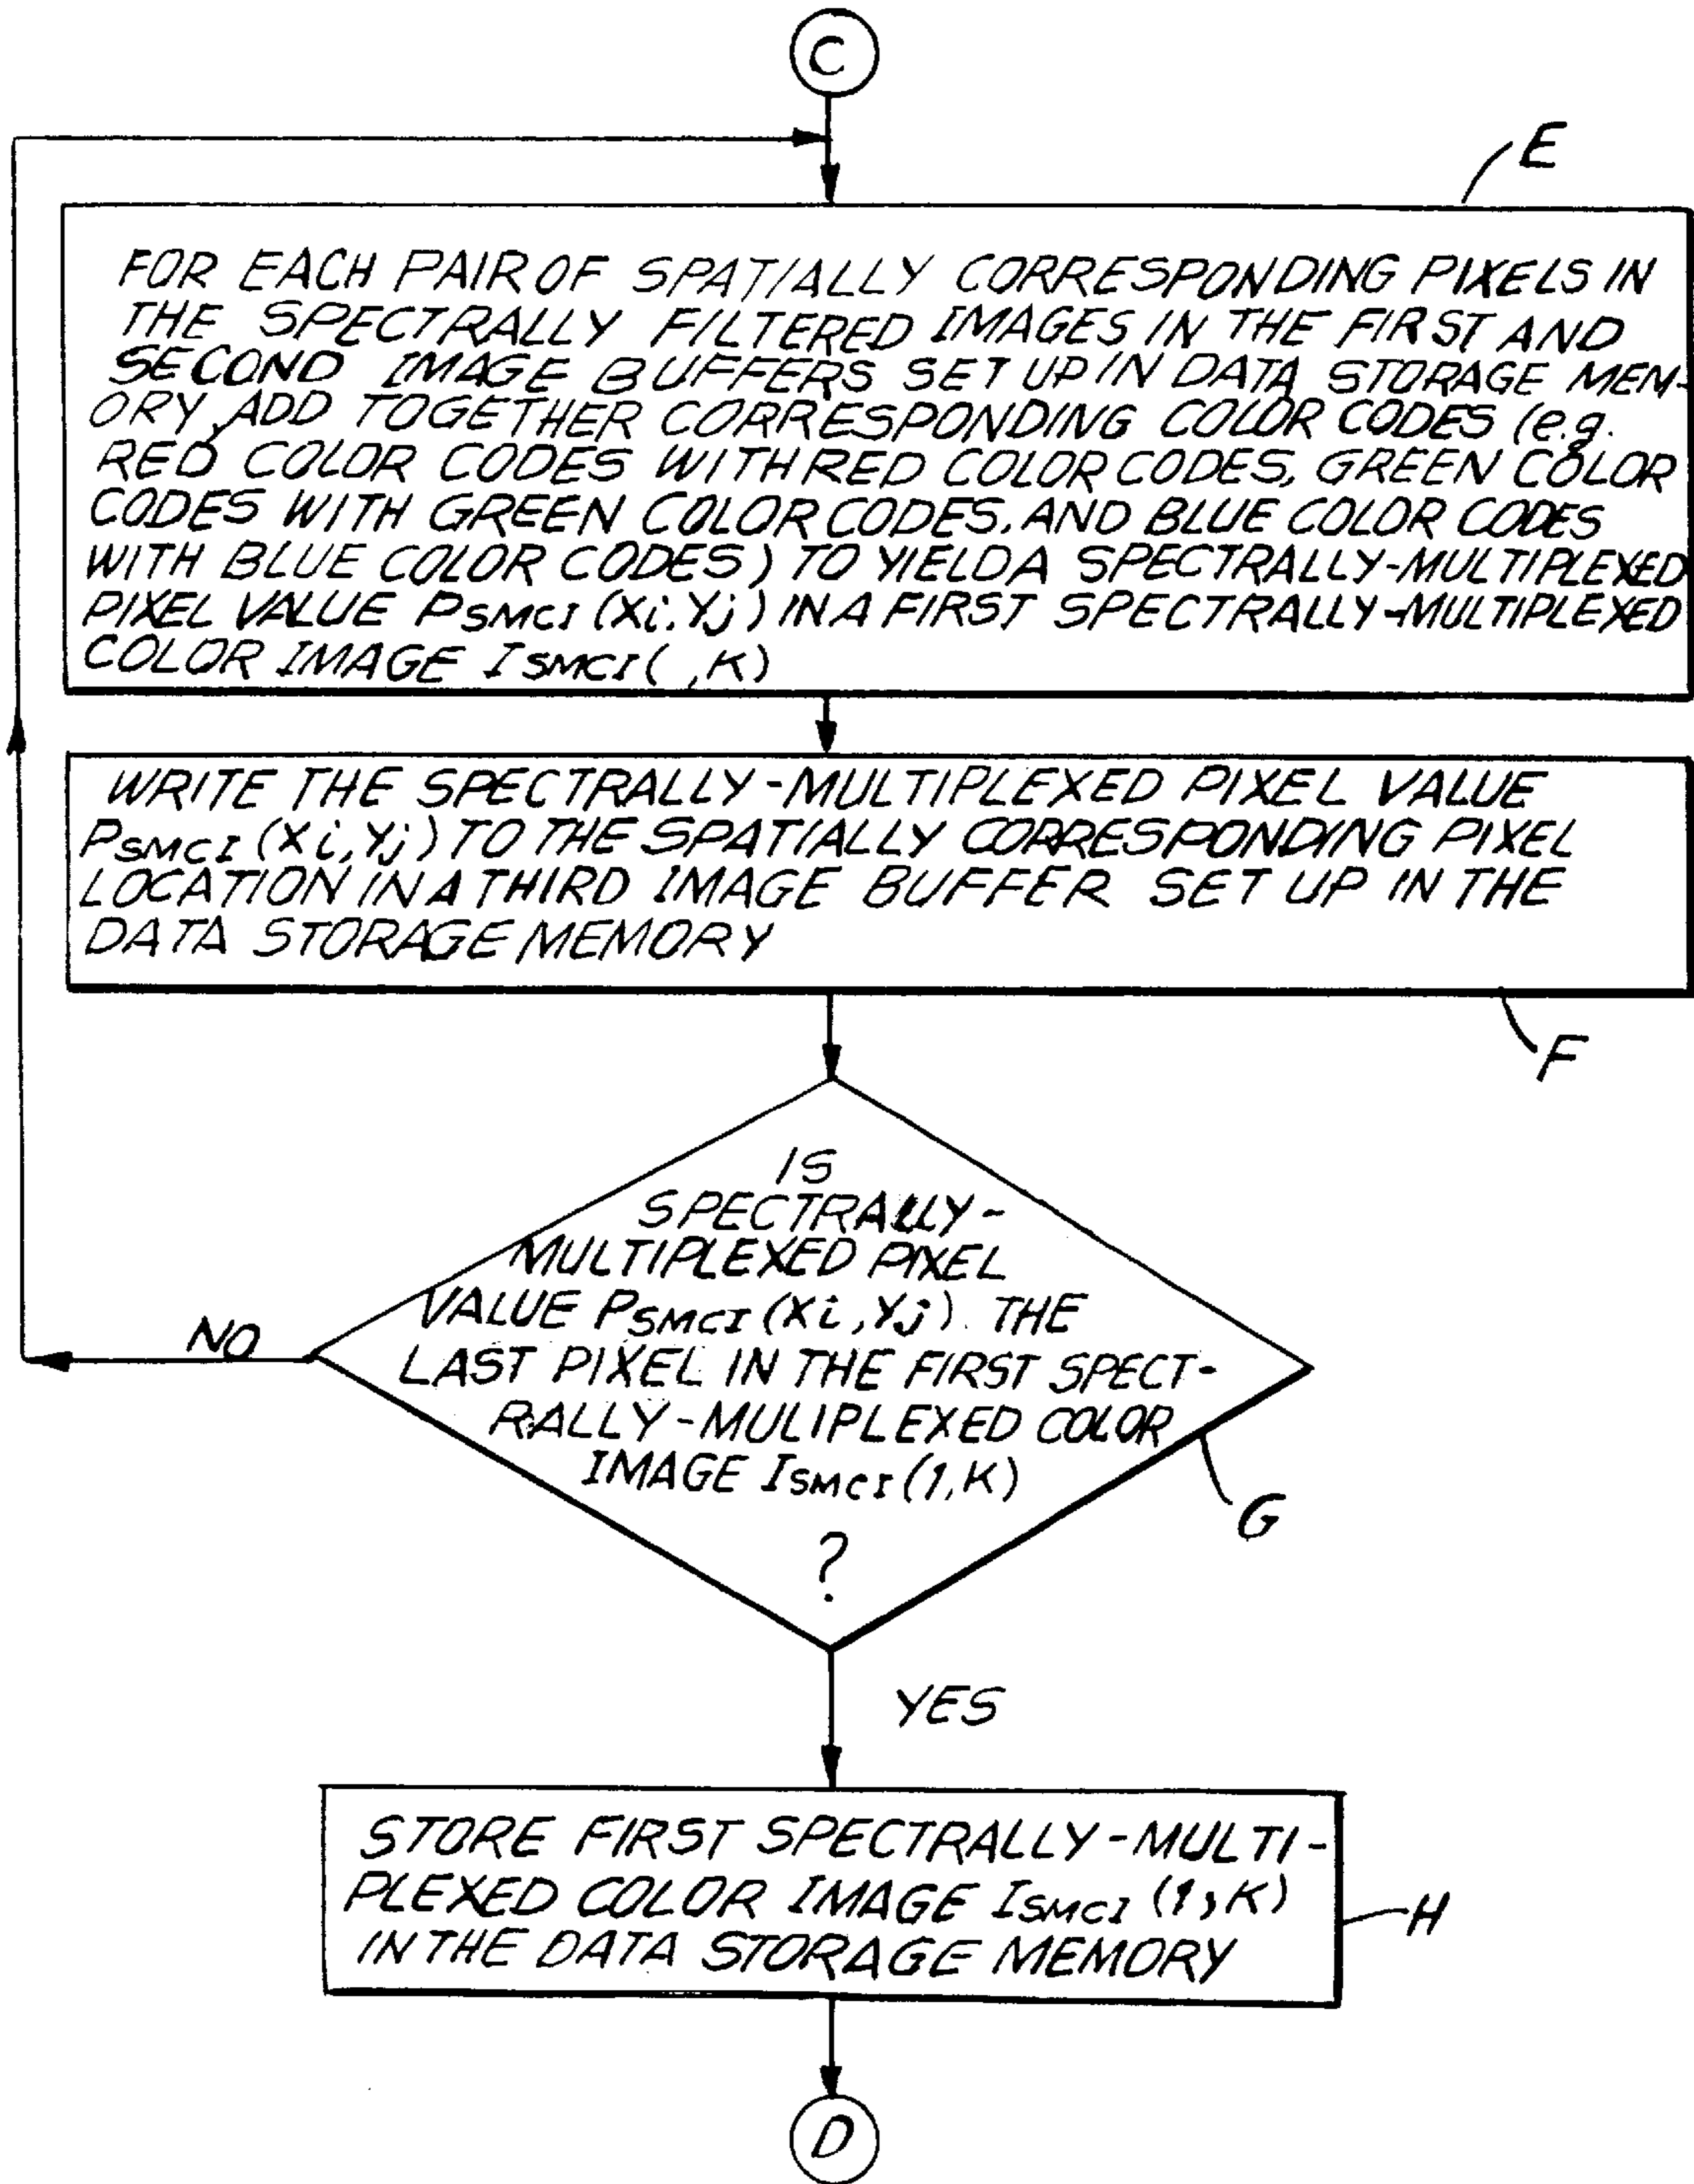 C
E
FOR EACH PAIR OF SPATIALLY CORRESPONDING PIXELS IN
THE SPECTRALLY FILTERED IMAGES IN THE FIRST AND
SECOND IMAGE BUFFERS SET UP IN DATA STORAGE MEM-
ORY, ADD TOGETHER CORRESPONDING COLOR CODES (e.g.
RED COLOR CODES WITH RED COLOR CODES, GREEN COLOR
CODES WITH GREEN COLOR CODES, AND BLUE COLOR CODES
WITH BLUE COLOR CODES) TO YIELD A SPECTRALLY-MULTIPLEXED
PIXEL VALUE PSMCI (Xi,Yj) IN A FIRST SPECTRALLY-MULTIPLEXED
COLOR IMAGE ISMCI ( ,K)
WRITE THE SPECTRALLY-MULTIPLEXED PIXEL VALUE
PSMCI (Xi,Yj) TO THE SPATIALLY CORRESPONDING PIXEL
LOCATION IN A THIRD IMAGE BUFFER SET UP IN THE
DATA STORAGE MEMORY
F
IS
SPECTRALLY-
MULTIPLEXED PIXEL
VALUE PSMCI (Xi,Yj) THE
NO
LAST PIXEL IN THE FIRST SPECT-
RALLY-MULIPLEXED COLOR
IMAGE ISMCI (1,K)
G
?
YES
STORE FIRST SPECTRALLY-MULTI-
PLEXED COLOR IMAGE ISMCI (1,K)
H
IN THE DATA STORAGE MEMORY
D